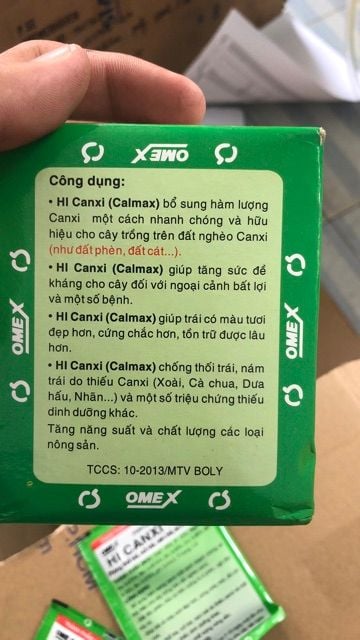 OMEX
Công dụng:
• HI Canxi (Calmax) bổ sung hàm lượng
Canxi một cách nhanh chóng và hữu
hiệu cho cây trồng trên đất nghèo Canxi
(như đất phèn, đất cát...).
• HI Canxi (Calmax) giúp tăng sức đề
kháng cho cây đối với ngoại cảnh bất lợi
và một số bệnh.
• HI Canxi (Calmax) giúp trái có màu tươi
đẹp hơn, cứng chắc hơn, tồn trữ được lâu
hơn.
• HI Canxi (Calmax) chống thối trái, nám
trái do thiếu Canxi (Xoài, Cà chua, Dưa
hấu, Nhãn...) và một số triệu chứng thiếu
dinh dưỡng khác.
Tăng năng suất và chất lượng các loại
nông sản.
TCCS: 10-2013/MTV BOLY
OMEX
OMEX
OMEX
HI CANXI